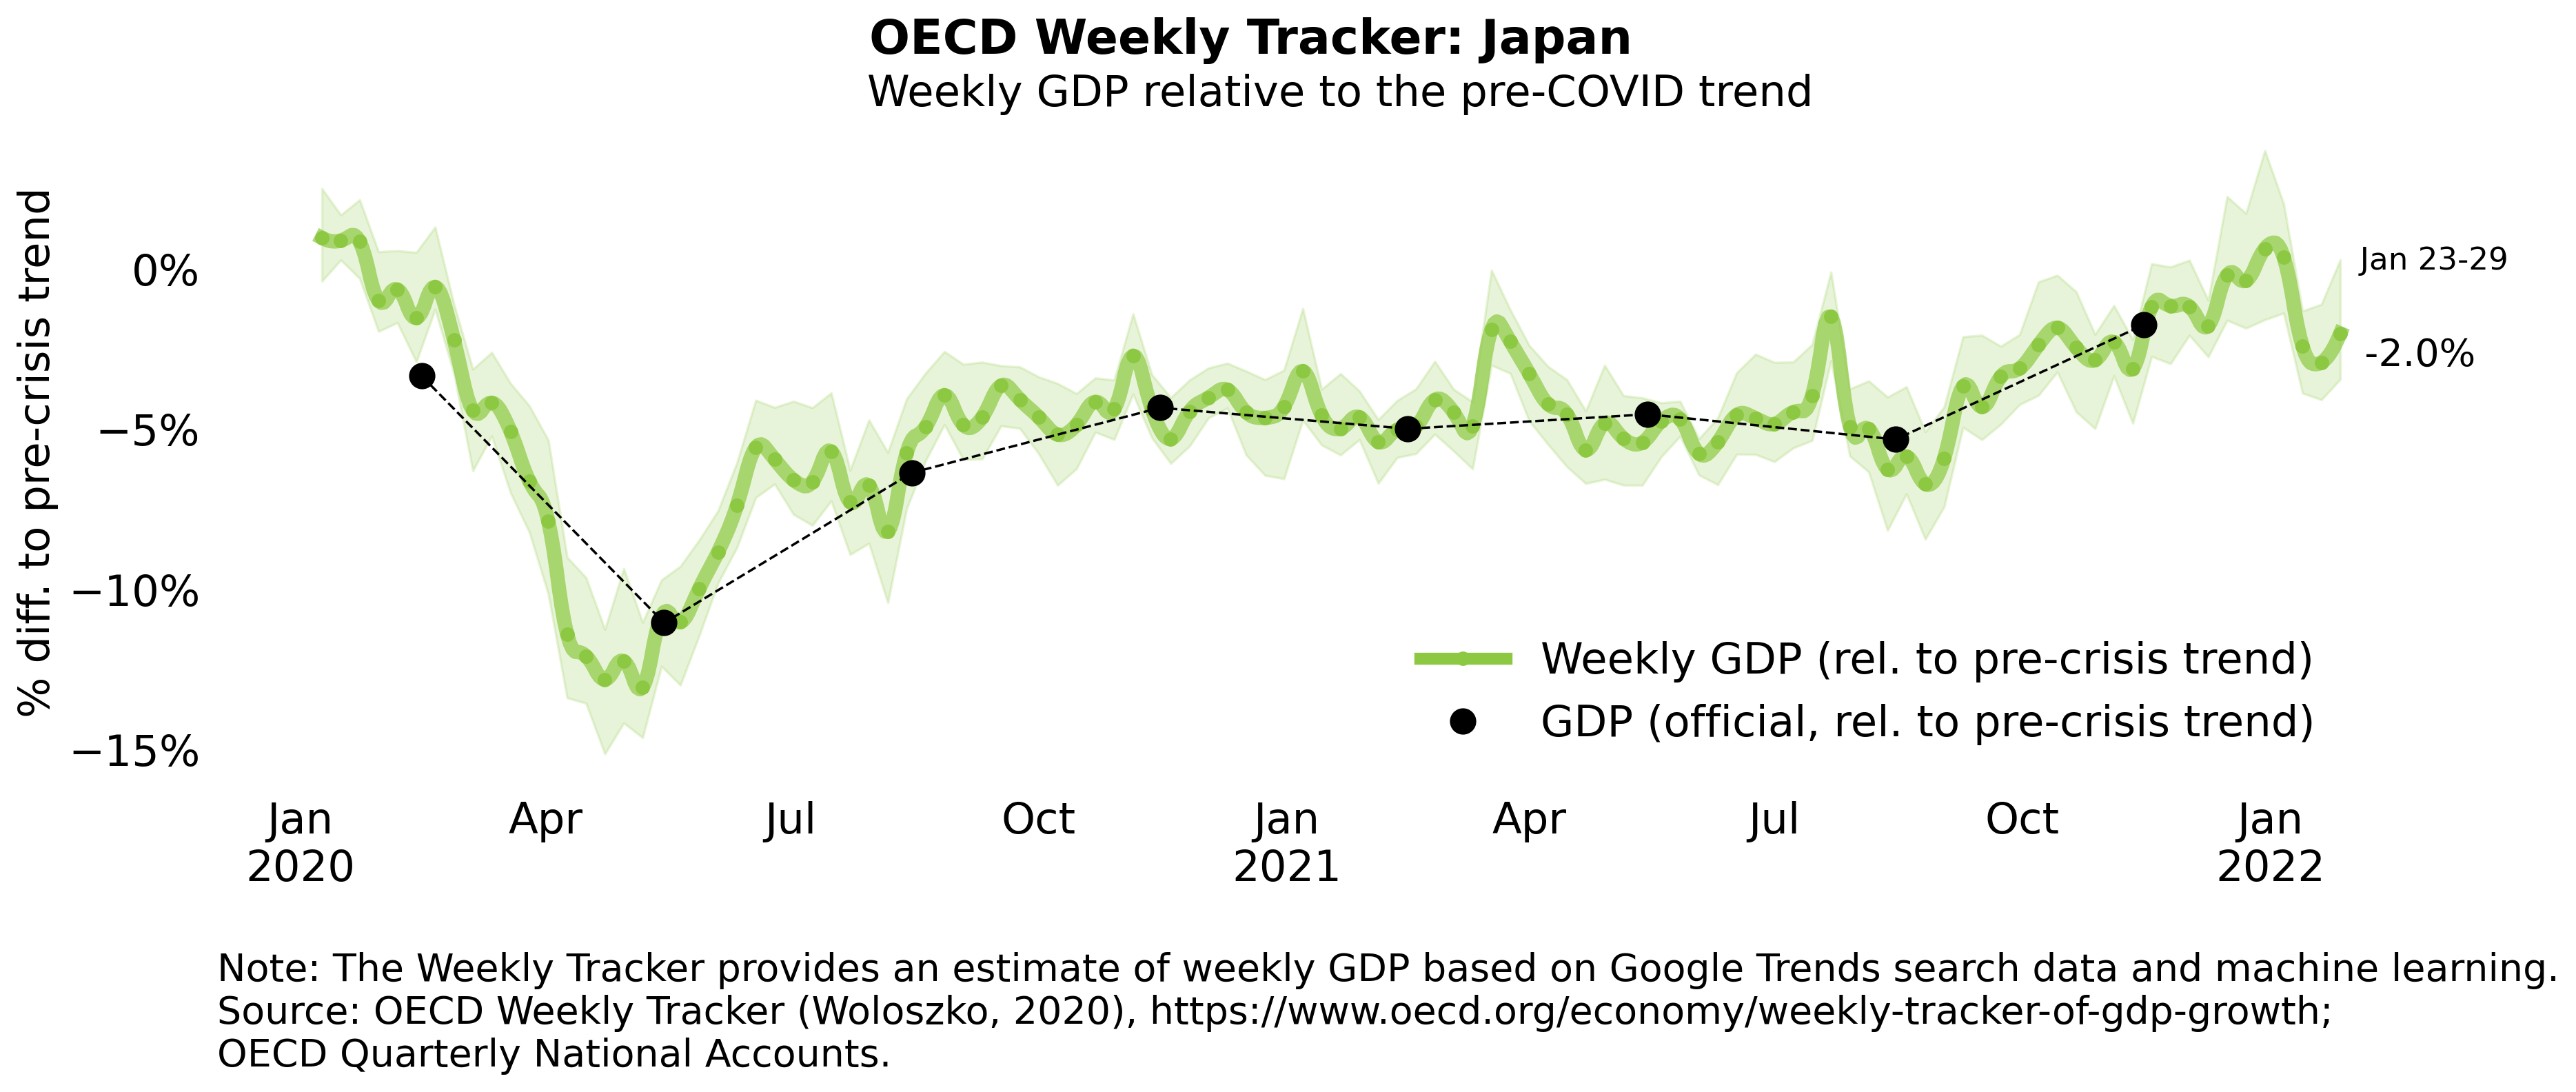 OECD Weekly Tracker: Japan
Weekly GDP relative to the pre-COVID trend
% diff. to pre-crisis trend
0%
−5%
−10%
−15%
Jan 23-29
-2.0%
Weekly GDP (rel. to pre-crisis trend)
GDP (official, rel. to pre-crisis trend)
Jan Apr Jul Oct Jan Apr Jul Oct Jan
2020 2021 2022
Note: The Weekly Tracker provides an estimate of weekly GDP based on Google Trends search data and machine learning.
Source: OECD Weekly Tracker (Woloszko, 2020), https://www.oecd.org/economy/weekly-tracker-of-gdp-growth;
OECD Quarterly National Accounts.